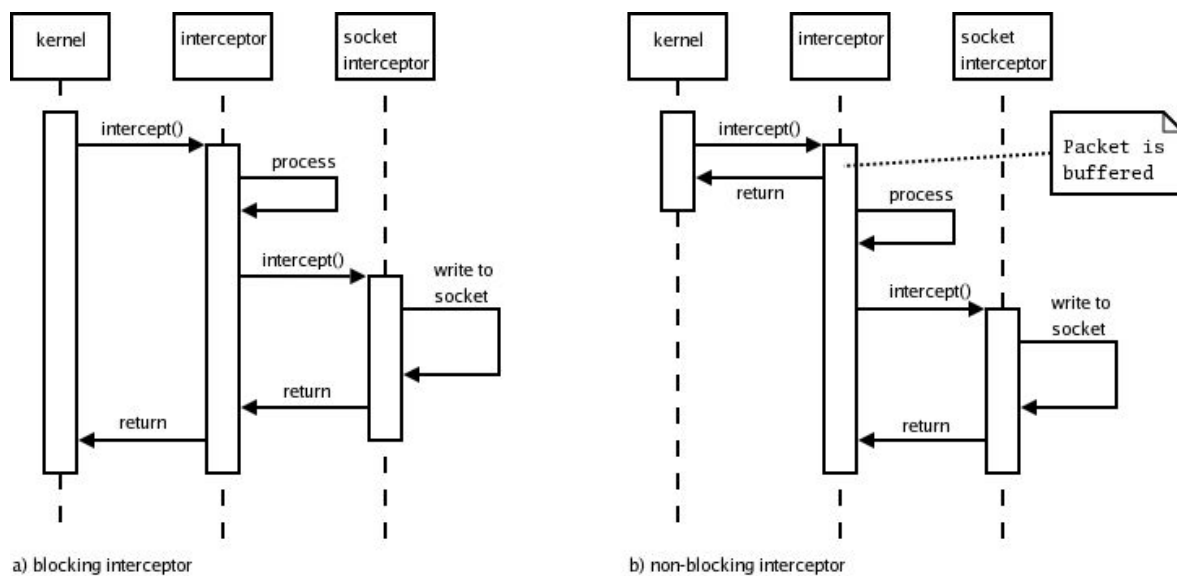 kernel
interceptor
socket
interceptor
intercept()
process
intercept()
write to
socket
return
return
a) blocking interceptor
kernel
interceptor
socket
interceptor
intercept()
return
Packet is
buffered
process
intercept()
write to
socket
return
b) non-blocking interceptor